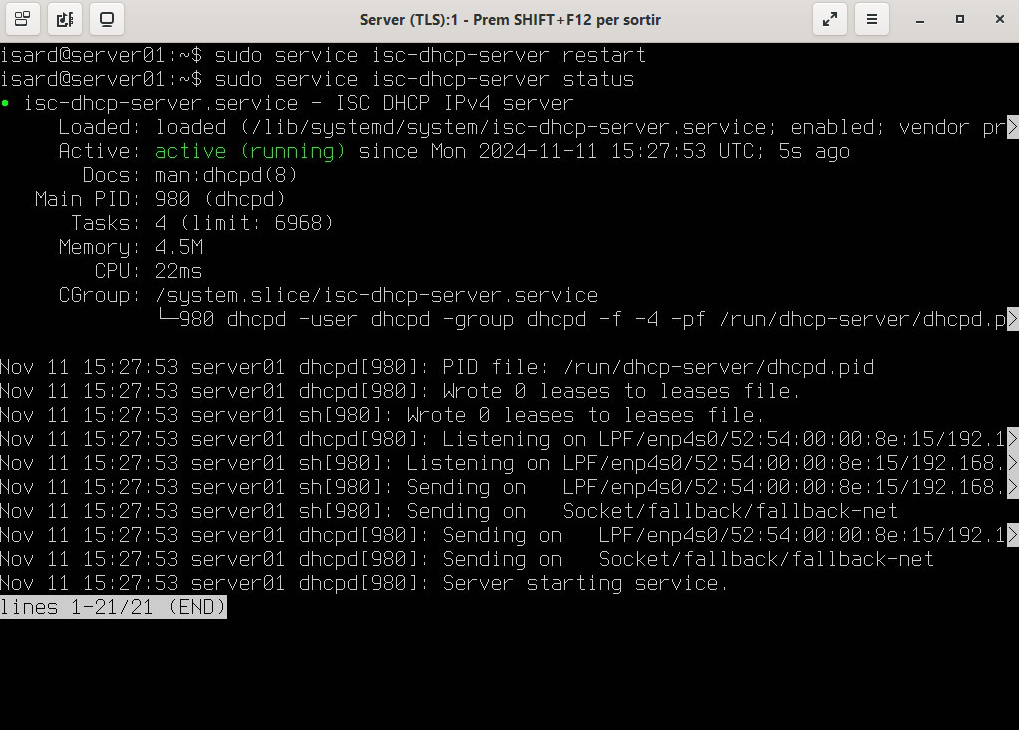 Server (TLS):1 - Prem SHIFT+F12 per sortir
isard@server01:~$ sudo service isc-dhcp-server restart
isard@server01:~$ sudo service isc-dhcp-server status
● isc-dhcp-server.service - ISC DHCP IPv4 server
Loaded: loaded (/lib/systemd/system/isc-dhcp-server.service; enabled; vendor pr>
Active: active (running) since Mon 2024-11-11 15:27:53 UTC; 5s ago
Docs: man:dhcpd(8)
Main PID: 980 (dhcpd)
Tasks: 4 (limit: 6968)
Memory: 4.5M
CPU: 22ms
CGroup: /system.slice/isc-dhcp-server.service
└─980 dhcpd -user dhcpd -group dhcpd -f -4 -pf /run/dhcp-server/dhcpd.p>
Nov 11 15:27:53 server01 dhcpd[980]: PID file: /run/dhcp-server/dhcpd.pid
Nov 11 15:27:53 server01 dhcpd[980]: Wrote 0 leases to leases file.
Nov 11 15:27:53 server01 sh[980]: Wrote 0 leases to leases file.
Nov 11 15:27:53 server01 dhcpd[980]: Listening on LPF/enp4s0/52:54:00:00:8e:15/192.1>
Nov 11 15:27:53 server01 sh[980]: Listening on LPF/enp4s0/52:54:00:00:8e:15/192.168.>
Nov 11 15:27:53 server01 sh[980]: Sending on   LPF/enp4s0/52:54:00:00:8e:15/192.168.>
Nov 11 15:27:53 server01 sh[980]: Sending on   Socket/fallback/fallback-net
Nov 11 15:27:53 server01 dhcpd[980]: Sending on   LPF/enp4s0/52:54:00:00:8e:15/192.1>
Nov 11 15:27:53 server01 dhcpd[980]: Sending on   Socket/fallback/fallback-net
Nov 11 15:27:53 server01 dhcpd[980]: Server starting service.
lines 1-21/21 (END)